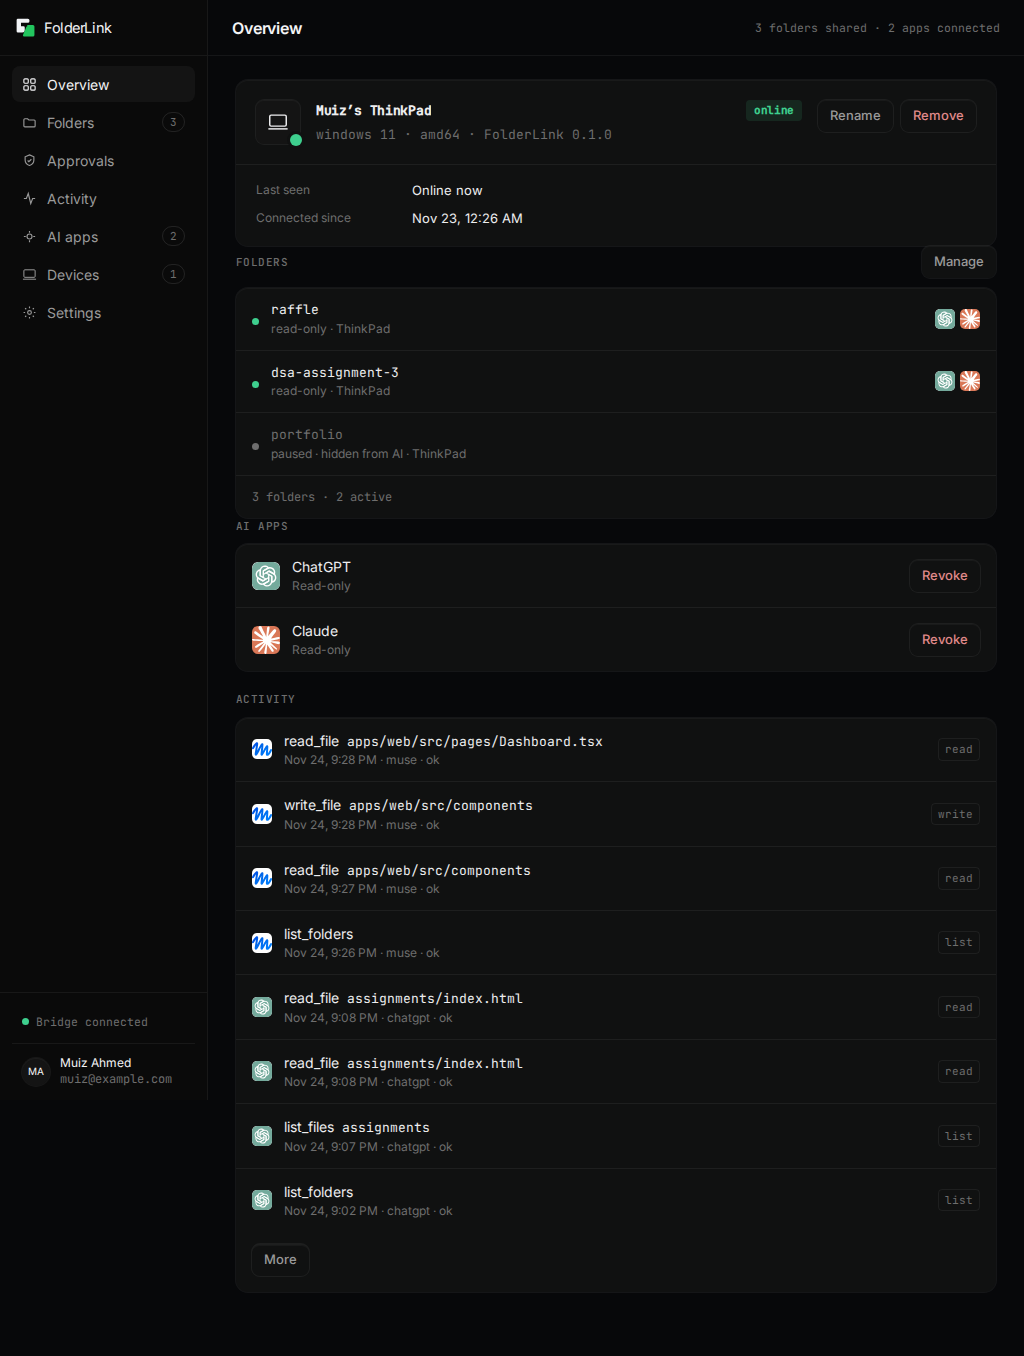 FolderLink
Overview
3 folders shared · 2 apps connected
Overview
Folders 3
Approvals
Activity
AI apps 2
Devices 1
Settings
Bridge connected
MA
Muiz Ahmed
muiz@example.com
Muiz’s ThinkPad
windows 11 · amd64 · FolderLink 0.1.0
online
Rename
Remove
Last seen Online now
Connected since Nov 23, 12:26 AM
FOLDERS
Manage
raffle
read-only · ThinkPad
dsa-assignment-3
read-only · ThinkPad
portfolio
paused · hidden from AI · ThinkPad
3 folders · 2 active
AI APPS
ChatGPT
Read-only
Revoke
Claude
Read-only
Revoke
ACTIVITY
read_file apps/web/src/pages/Dashboard.tsx
Nov 24, 9:28 PM · muse · ok
read
write_file apps/web/src/components
Nov 24, 9:28 PM · muse · ok
write
read_file apps/web/src/components
Nov 24, 9:27 PM · muse · ok
read
list_folders
Nov 24, 9:26 PM · muse · ok
list
read_file assignments/index.html
Nov 24, 9:08 PM · chatgpt · ok
read
read_file assignments/index.html
Nov 24, 9:08 PM · chatgpt · ok
read
list_files assignments
Nov 24, 9:07 PM · chatgpt · ok
list
list_folders
Nov 24, 9:02 PM · chatgpt · ok
list
More